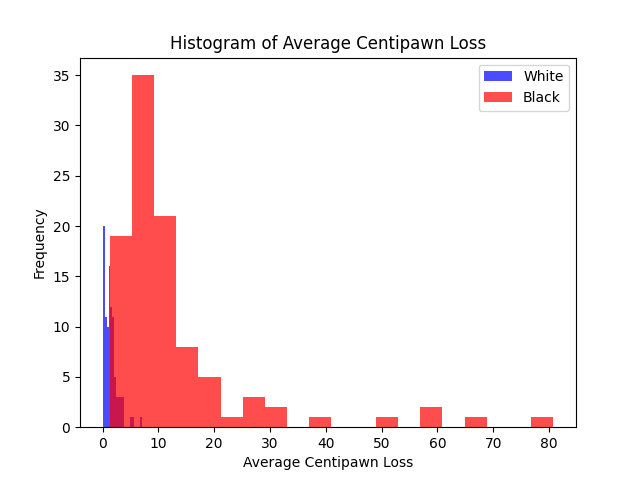 Histogram of Average Centipawn Loss
White
Black
Frequency
35
30
25
20
15
10
5
0
0 10 20 30 40 50 60 70 80
Average Centipawn Loss